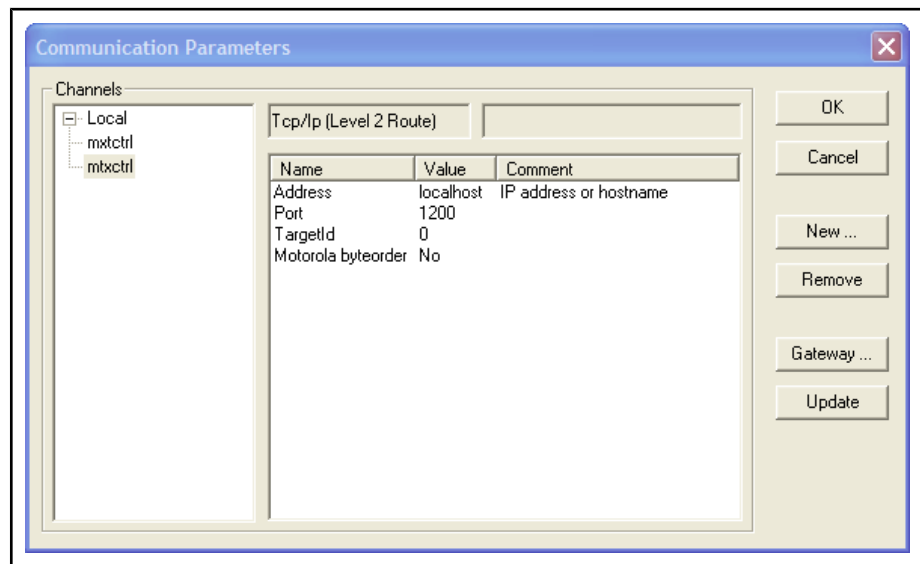 Communication Parameters
Channels
Local
mxtctrl
mtxctrl
Tcp/Ip (Level 2 Route)
Name Value Comment
Address localhost IP address or hostname
Port 1200
TargetId 0
Motorola byteorder No
OK
Cancel
New ...
Remove
Gateway ...
Update